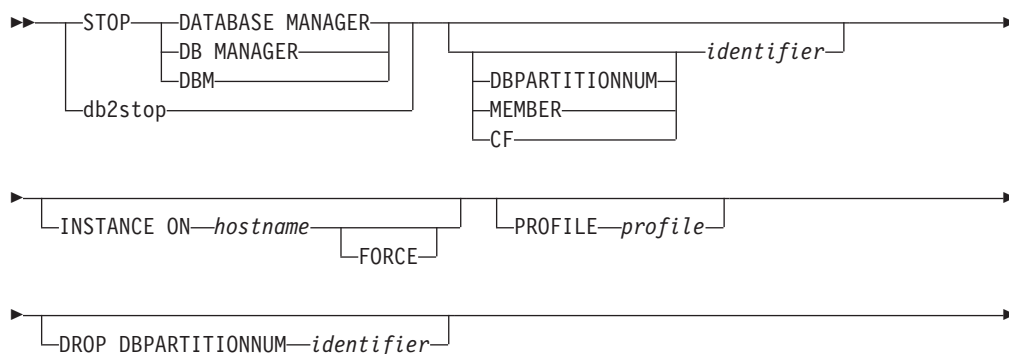 STOP DATABASE MANAGER
DB MANAGER identifier
DBM DBPARTITIONNUM
db2stop MEMBER
CF
INSTANCE ON hostname PROFILE profile
FORCE
DROP DBPARTITIONNUM identifier